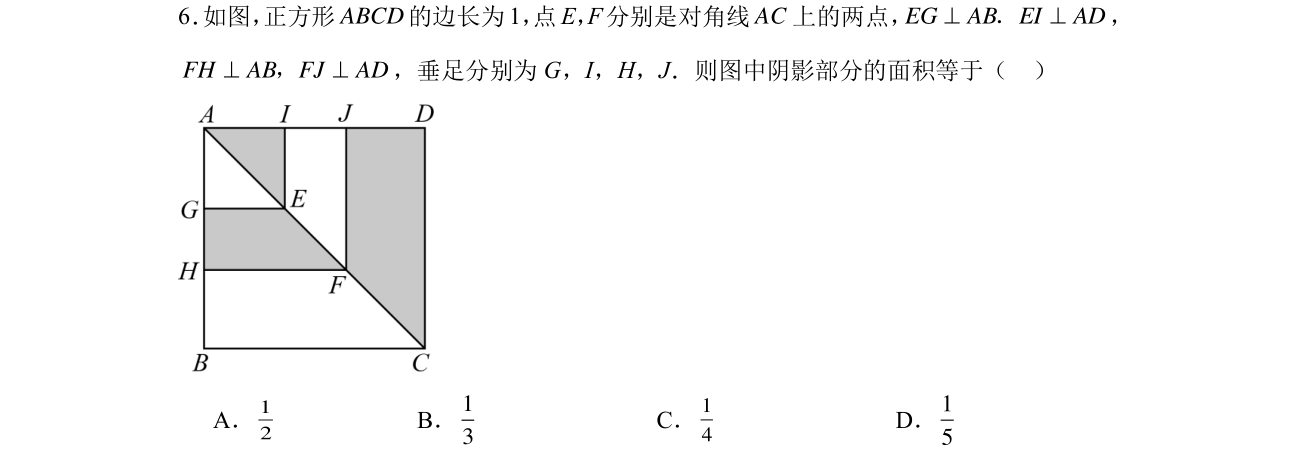 6.如图,正方形ABCD的边长为1,点E,F分别是对角线AC上的两点,EG⊥AB. EI⊥AD,
FH⊥AB, FJ⊥AD,垂足分别为G, I, H, J. 则图中阴影部分的面积等于( )
A I J D
G E
H F
B C
A. 1/2 B. 1/3 C. 1/4 D. 1/5